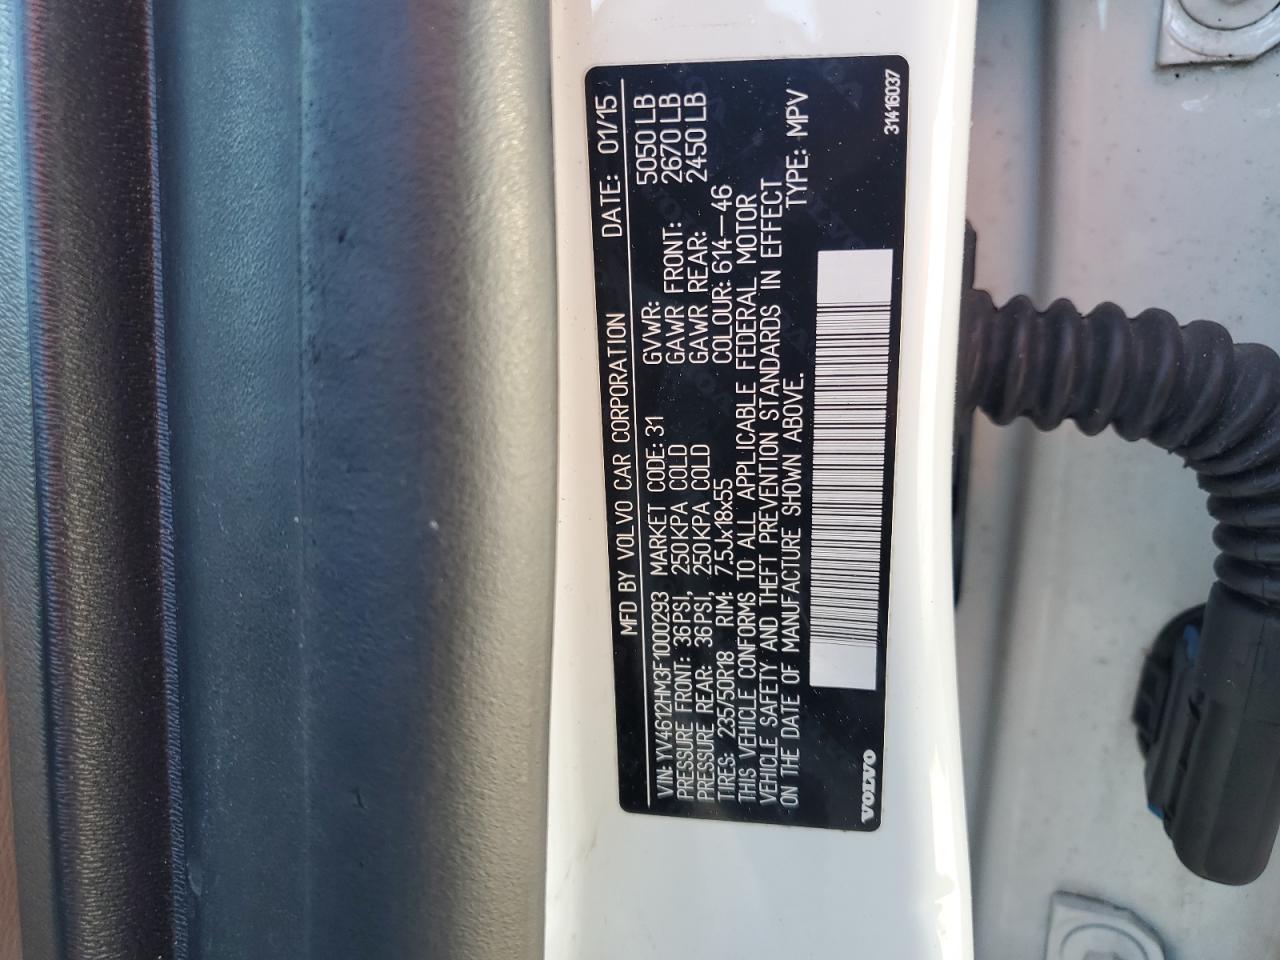 MFD BY VOLVO CAR CORPORATION DATE: 01/15
VIN: YV4612HM3F1000293 MARKET CODE: 31 GVWR: 5050 LB
PRESSURE FRONT: 36PSI, 250KPA COLD GAWR FRONT: 2670 LB
PRESSURE REAR: 36PSI, 250KPA COLD GAWR REAR: 2450 LB
TIRES: 235/50R18 RIM: 7.5Jx18x55 COLOUR: 614-46
THIS VEHICLE CONFORMS TO ALL APPLICABLE FEDERAL MOTOR
VEHICLE SAFETY AND THEFT PREVENTION STANDARDS IN EFFECT
ON THE DATE OF MANUFACTURE SHOWN ABOVE. TYPE: MPV
VOLVO
31416037